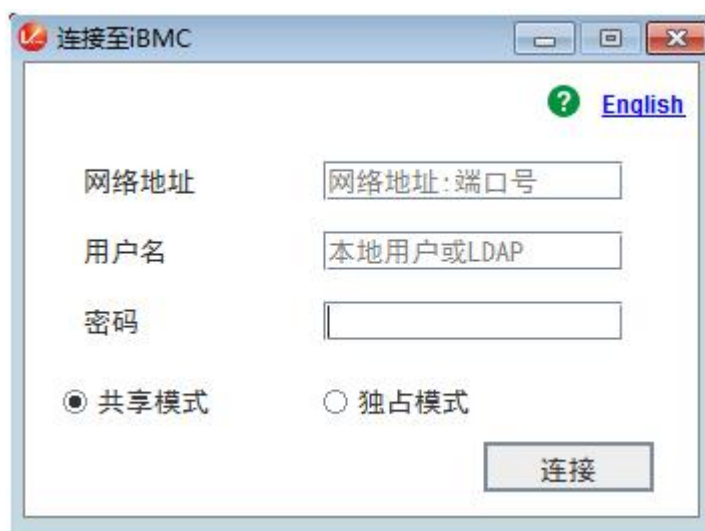 连接至iBMC
English
网络地址 网络地址:端口号
用户名 本地用户或LDAP
密码
共享模式 独占模式
连接